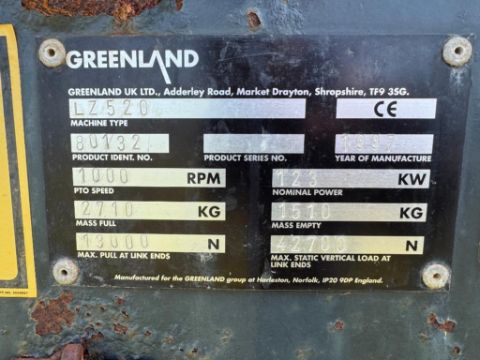 GREENLAND
GREENLAND UK LTD., Adderley Road, Market Drayton, Shropshire, TF9 3SG.
LZ520 CE
MACHINE TYPE
80132
PRODUCT IDENT. NO. PRODUCT SERIES NO. YEAR OF MANUFACTURE
1000 RPM 123 KW
PTO SPEED NOMINAL POWER
2710 KG 1510 KG
MASS FULL MASS EMPTY
13000 N N
MAX. PULL AT LINK ENDS MAX. STATIC VERTICAL LOAD AT LINK ENDS
Manufactured for the GREENLAND group at Harleston, Norfolk, IP20 9DP England.